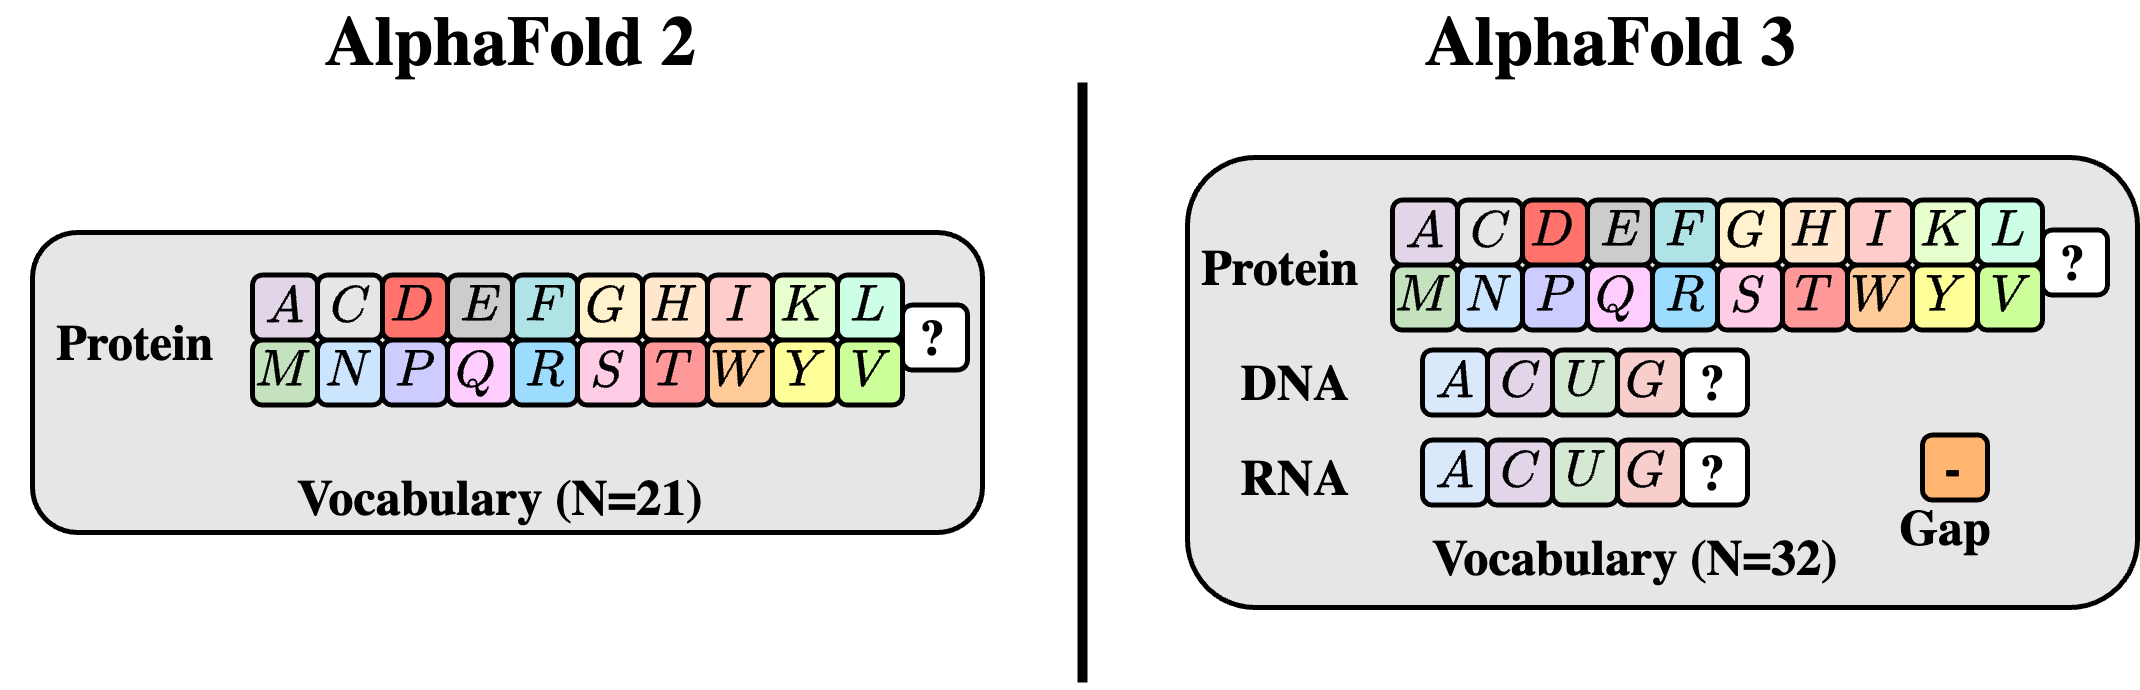 AlphaFold 2
Protein
A C D E F G H I K L
M N P Q R S T W Y V
?
Vocabulary (N=21)
AlphaFold 3
Protein
A C D E F G H I K L
M N P Q R S T W Y V
?
DNA A C U G ?
RNA A C U G ?
-
Gap
Vocabulary (N=32)